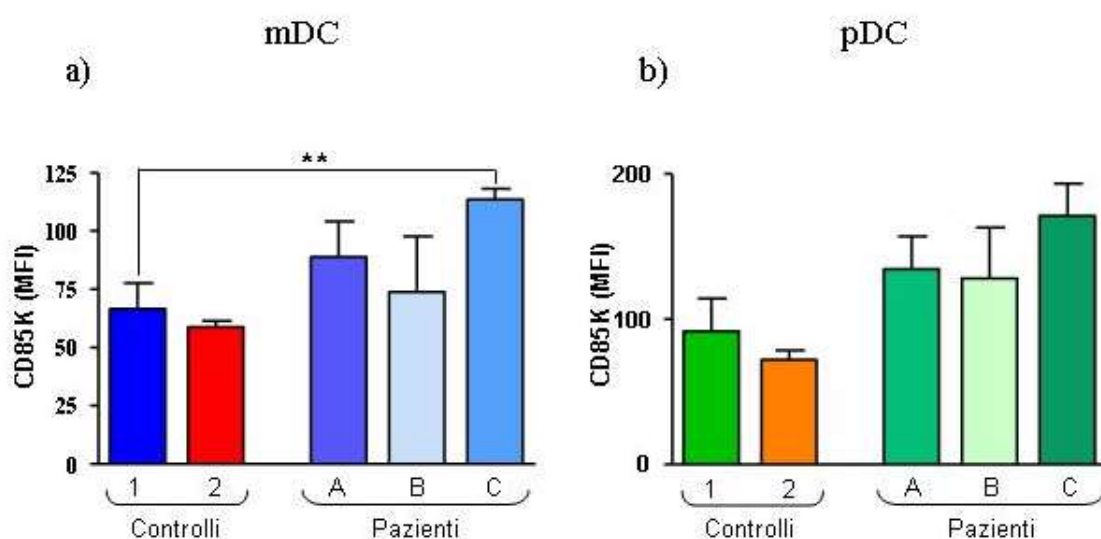 mDC
a)
**
CD85K (MFI)
125
100
75
50
25
0
1 2 A B C
Controlli Pazienti
pDC
b)
CD85K (MFI)
200
100
0
1 2 A B C
Controlli Pazienti